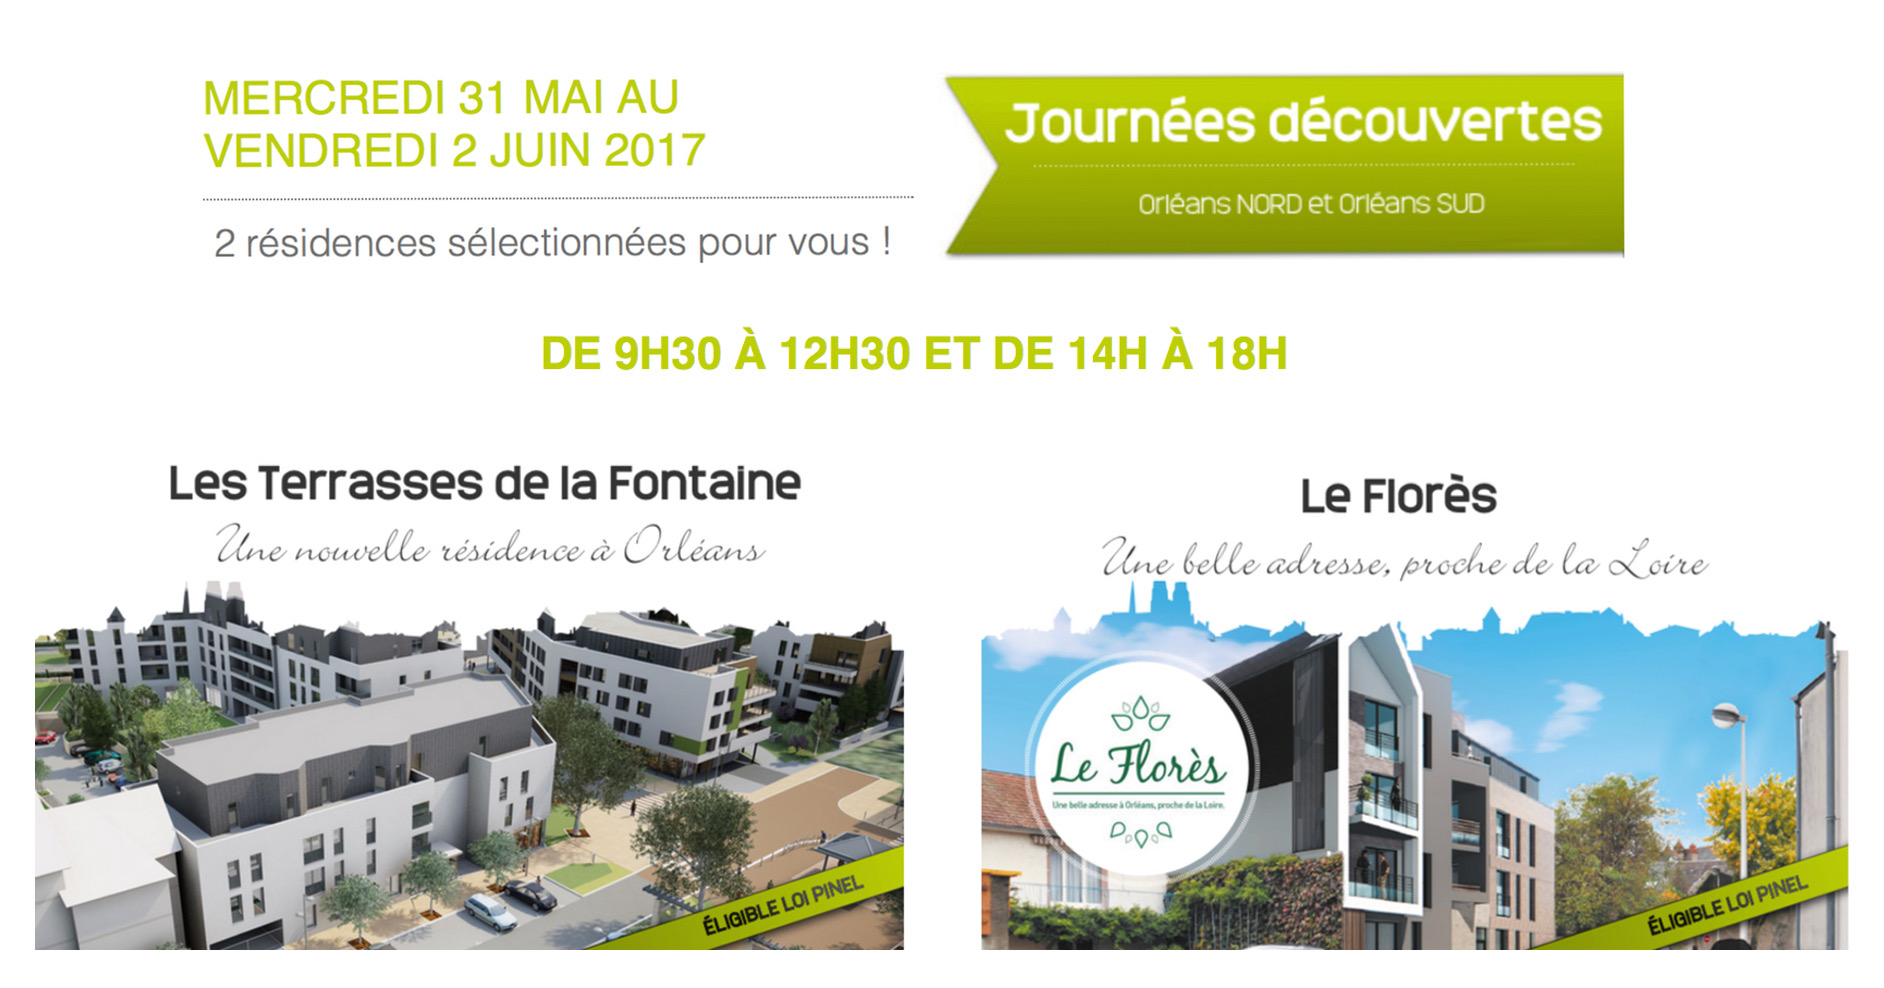 MERCREDI 31 MAI AU
VENDREDI 2 JUIN 2017
2 résidences sélectionnées pour vous !
Journées découvertes
Orléans NORD et Orléans SUD
DE 9H30 À 12H30 ET DE 14H À 18H
Les Terrasses de la Fontaine
Une nouvelle résidence à Orléans
ÉLIGIBLE LOI PINEL
Le Florès
Une belle adresse, proche de la Loire
Le Florès
Une belle adresse à Orléans, proche de la Loire.
ÉLIGIBLE LOI PINEL